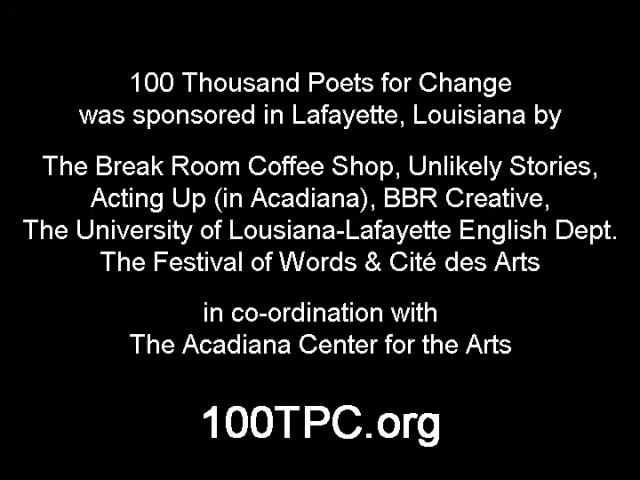 100 Thousand Poets for Change
was sponsored in Lafayette, Louisiana by
The Break Room Coffee Shop, Unlikely Stories,
Acting Up (in Acadiana), BBR Creative,
The University of Lousiana-Lafayette English Dept.
The Festival of Words & Cité des Arts
in co-ordination with
The Acadiana Center for the Arts
100TPC.org